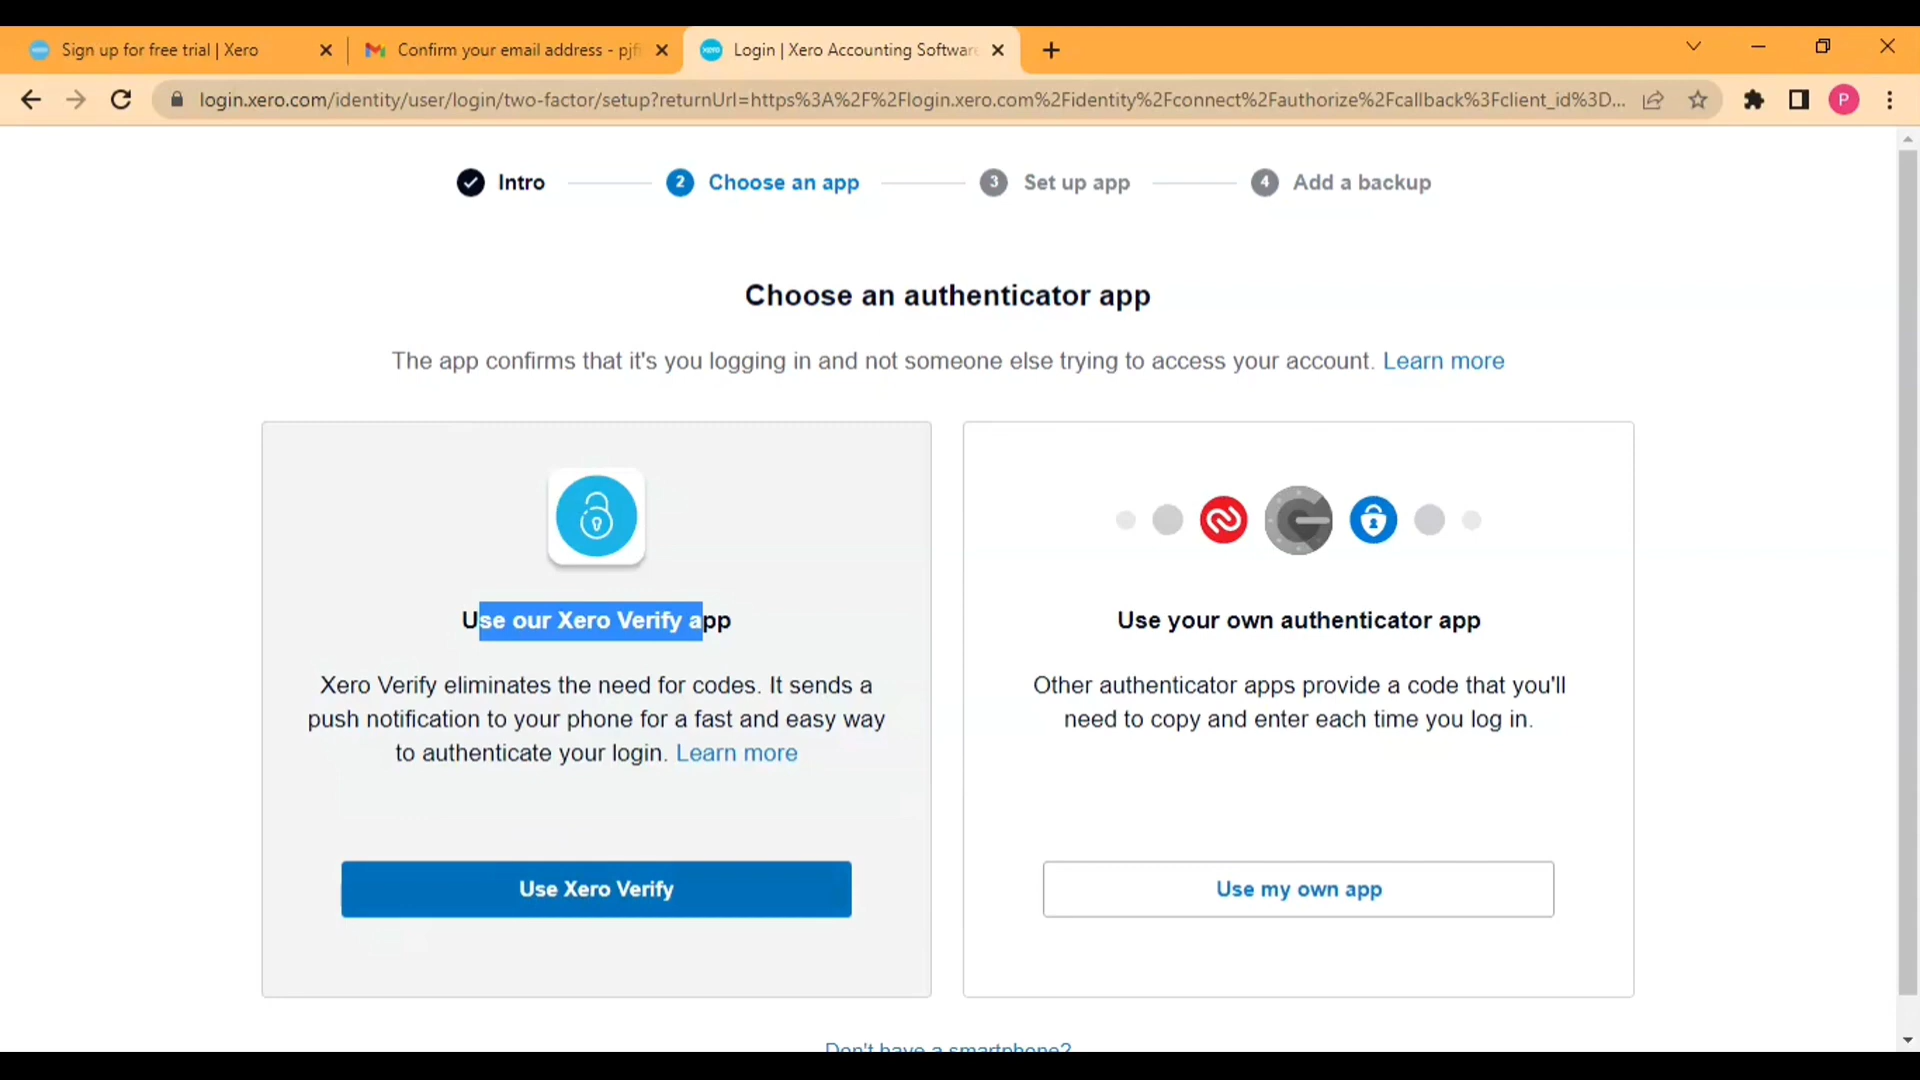 Sign up for free trial | Xero
Confirm your email address - pjfi
xero
Login | Xero Accounting Software
login.xero.com/identity/user/login/two-factor/setup?returnUrl=https%3A%2F%2Flogin.xero.com%2Fidentity%2Fconnect%2Fauthorize%2Fcallback%3Fclient_id%3D...
P
Intro
2 Choose an app
3 Set up app
4 Add a backup
Choose an authenticator app
The app confirms that it's you logging in and not someone else trying to access your account. Learn more
Use our Xero Verify app
Xero Verify eliminates the need for codes. It sends a
push notification to your phone for a fast and easy way
to authenticate your login. Learn more
Use Xero Verify
Use your own authenticator app
Other authenticator apps provide a code that you'll
need to copy and enter each time you log in.
Use my own app
Don't have a smartphone?